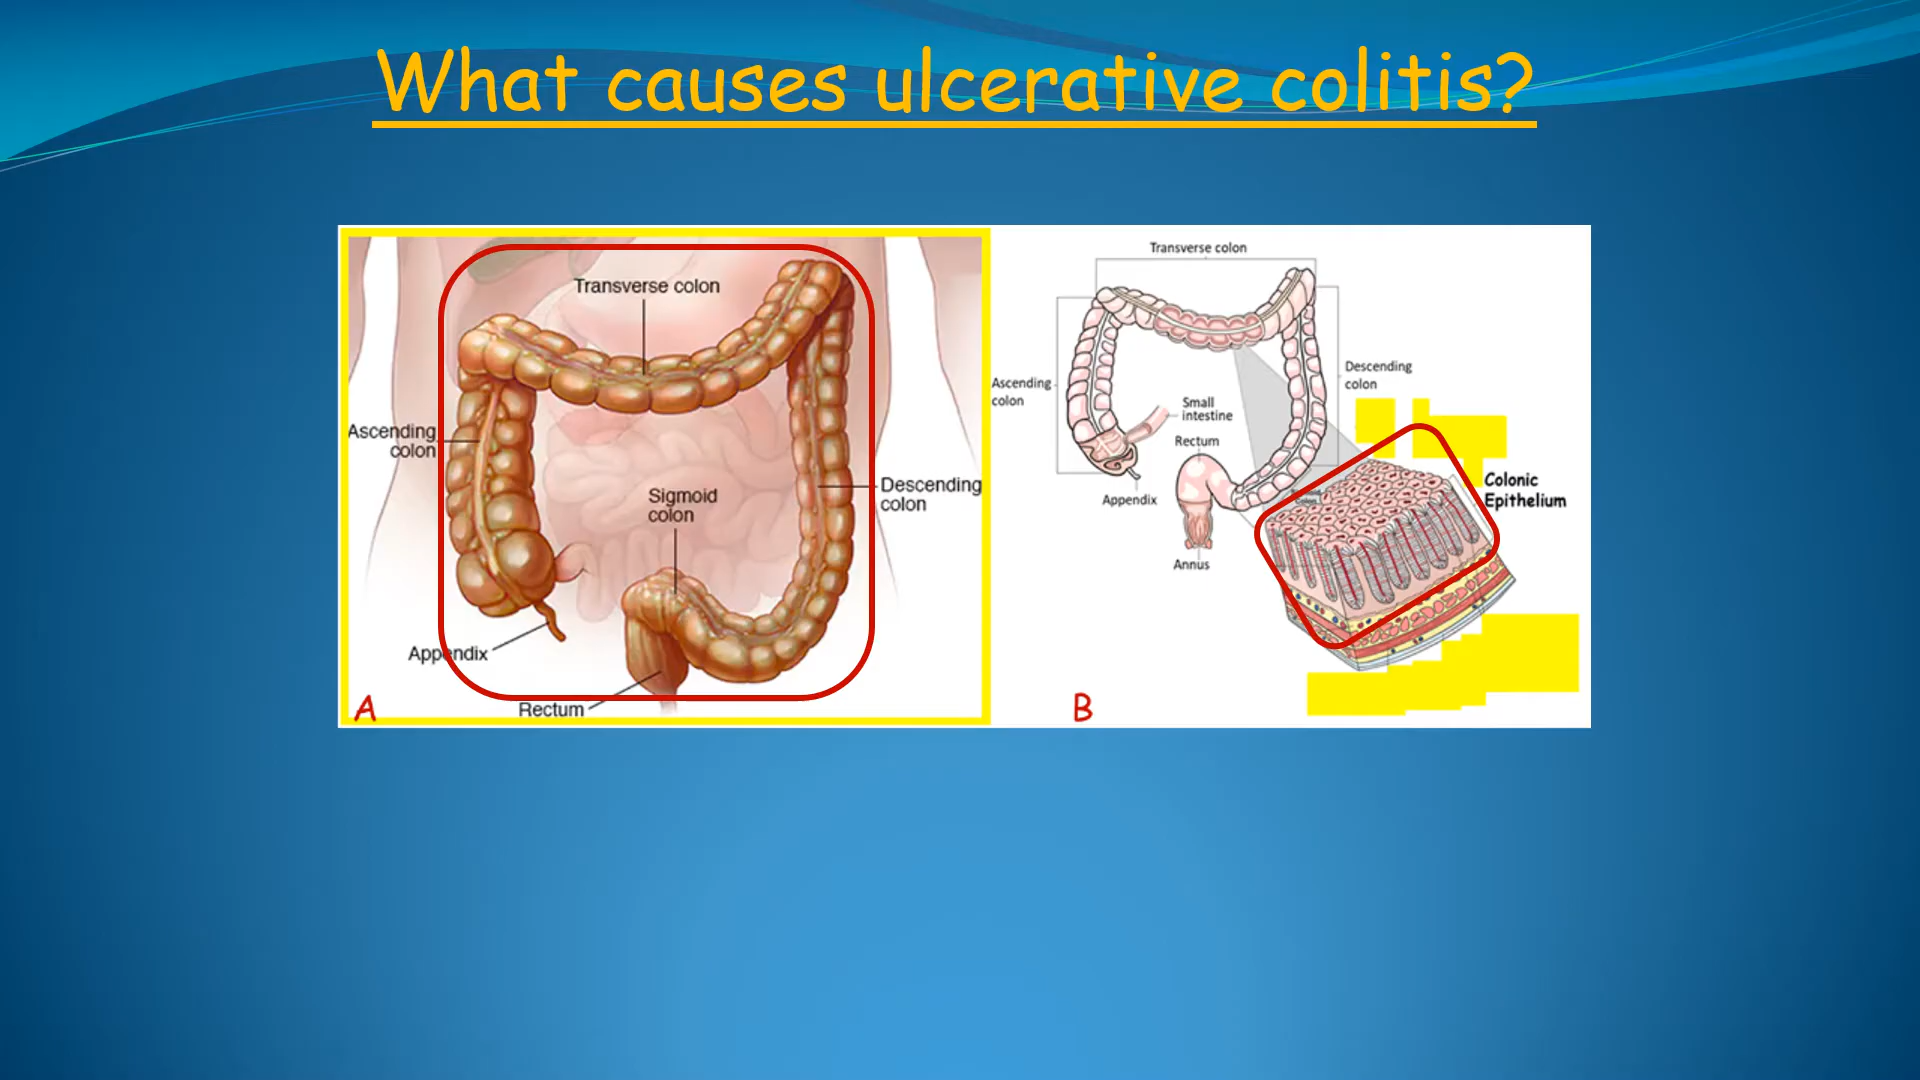 What causes ulcerative colitis?
Transverse colon
Ascending
colon
Sigmoid
colon
Descending
colon
Appendix
Rectum
A
Transverse colon
Ascending
colon
Descending
colon
Small
intestine
Rectum
Appendix
Annus
Colonic
Epithelium
B